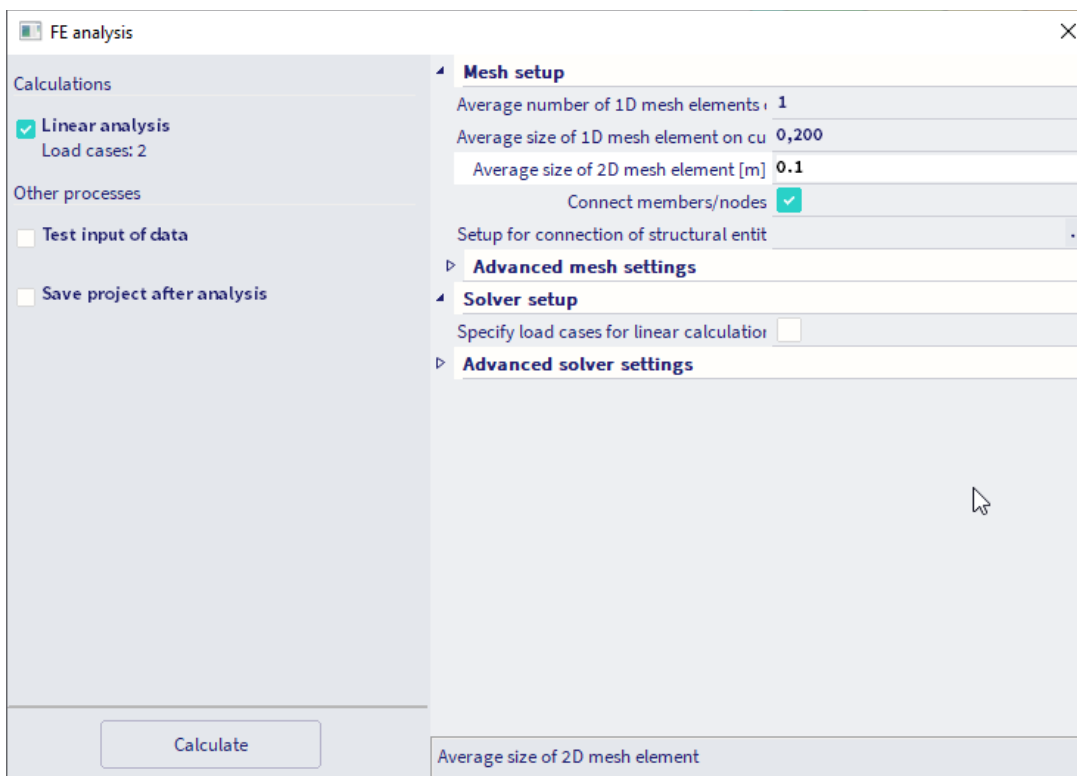 FE analysis
Calculations
Linear analysis
Load cases: 2
Other processes
Test input of data
Save project after analysis
Calculate
Mesh setup
Average number of 1D mesh elements
1
Average size of 1D mesh element on cu
0,200
Average size of 2D mesh element [m]
0.1
Connect members/nodes
Setup for connection of structural entit
Advanced mesh settings
Solver setup
Specify load cases for linear calculation
Advanced solver settings
Average size of 2D mesh element